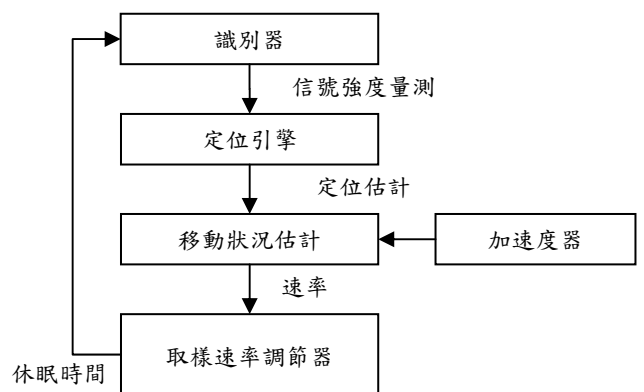 識別器
信號強度量測
定位引擎
定位估計
移動狀況估計
加速度器
速率
取樣速率調節器
休眠時間